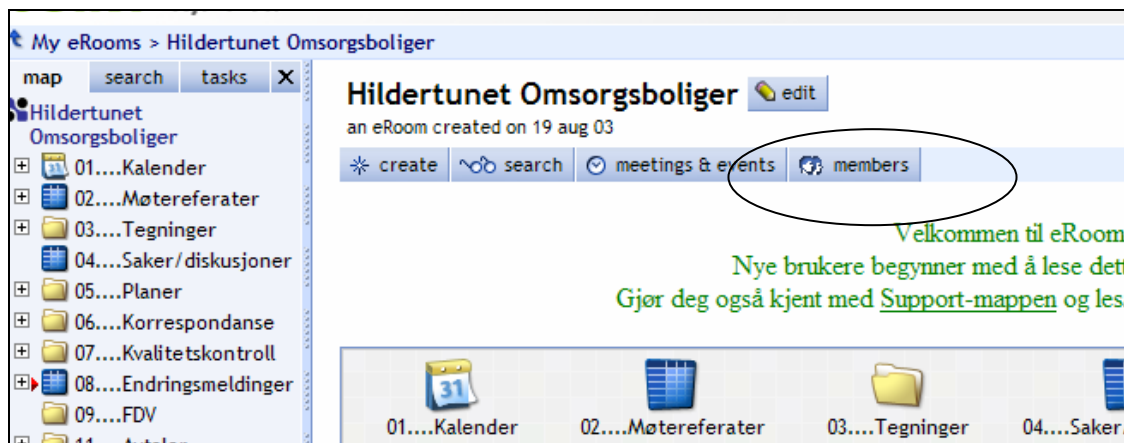 My eRooms > Hildertunet Omsorgsboliger
map search tasks X
Hildertunet
Omsorgsboliger
01....Kalender
02....Møtereferater
03....Tegninger
04....Saker/diskusjoner
05....Planer
06....Korrespondanse
07....Kvalitetskontroll
08....Endringsmeldinger
09....FDV
Hildertunet Omsorgsboliger edit
an eRoom created on 19 aug 03
create search meetings & events members
Velkommen til eRoom
Nye brukere begynner med å lese dett
Gjør deg også kjent med Support-mappen og les
31
01....Kalender 02....Møtereferater 03....Tegninger 04....Saker/